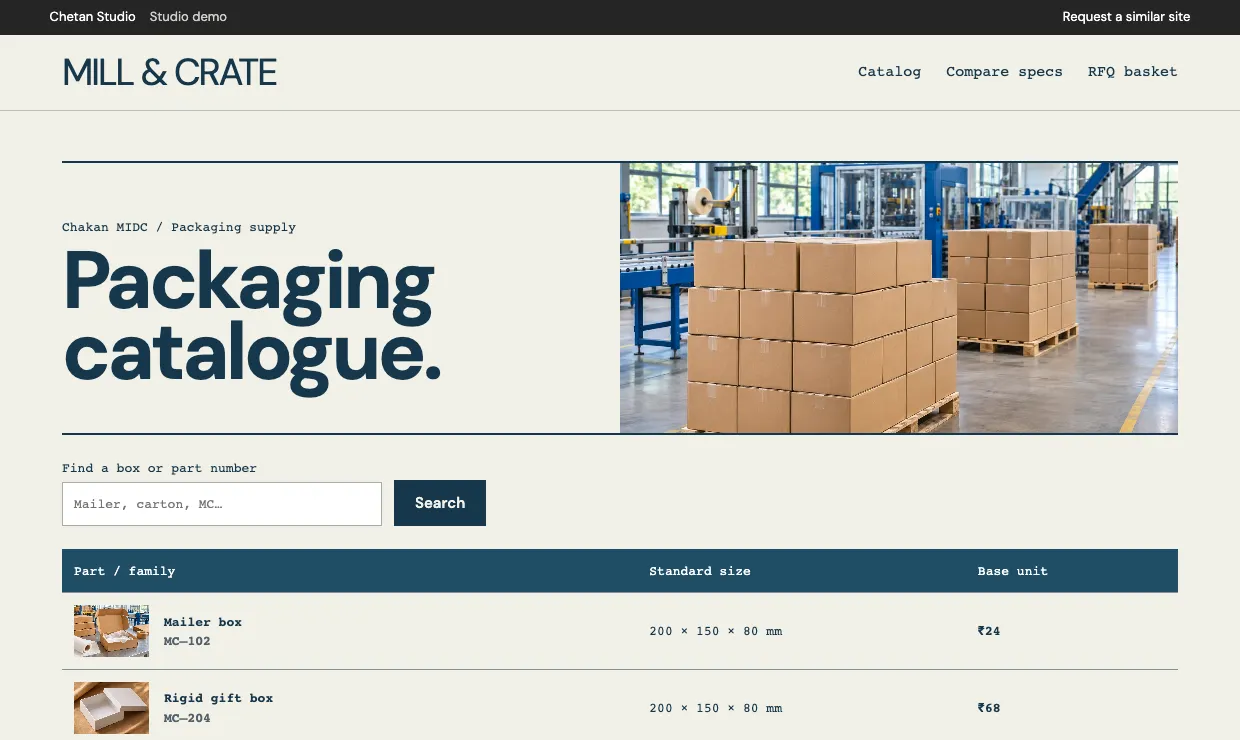 Chetan Studio Studio demo Request a similar site
MILL & CRATE Catalog Compare specs RFQ basket
Chakan MIDC / Packaging supply
Packaging
catalogue.
Find a box or part number
Mailer, carton, MC… Search
Part / family Standard size Base unit
Mailer box
MC–102
200 × 150 × 80 mm ₹24
Rigid gift box
MC–204
200 × 150 × 80 mm ₹68